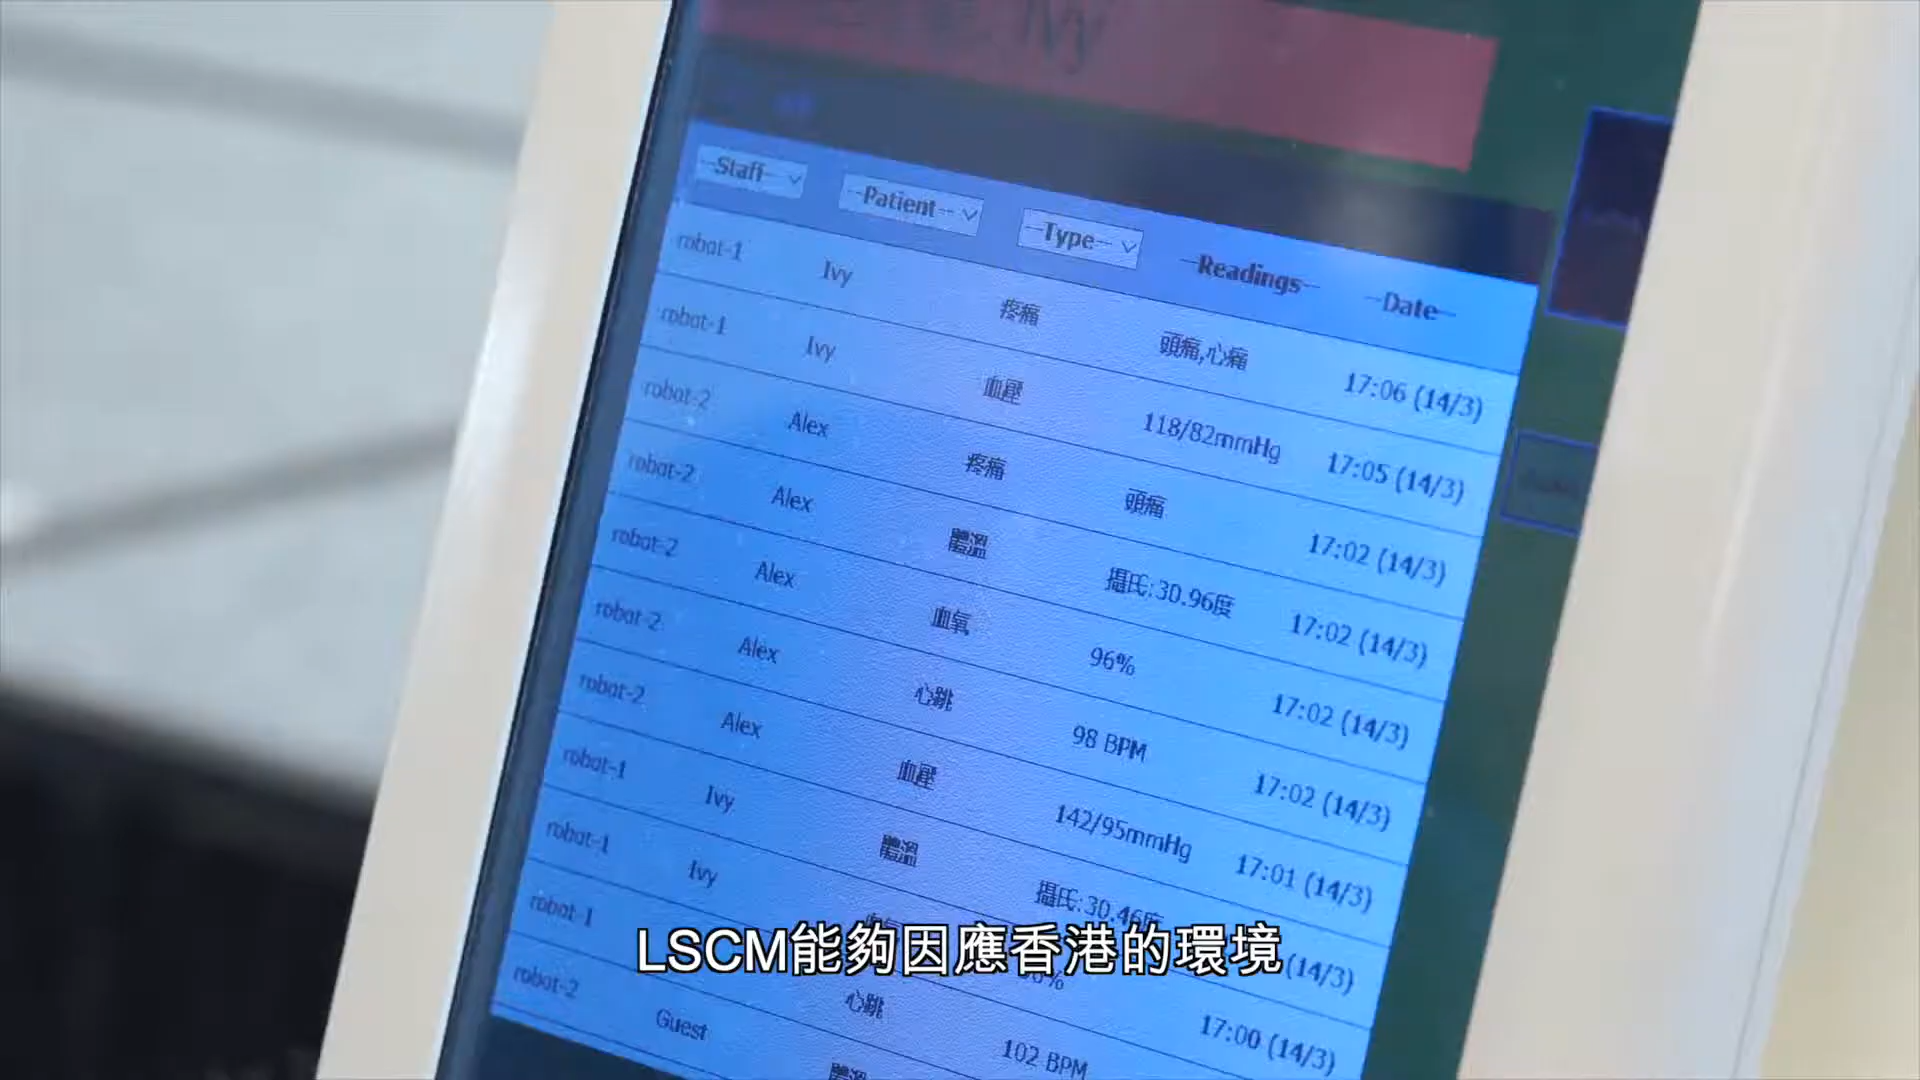 Ivy
--Staff-- --Patient-- --Type-- --Readings-- --Date--
robot-1 Ivy 疼痛 頭痛,心痛 17:06 (14/3)
robot-1 Ivy 血壓 118/82mmHg 17:05 (14/3)
robot-2 Alex 疼痛 頭痛 17:02 (14/3)
robot-2 Alex 體溫 攝氏:30.96度 17:02 (14/3)
robot-2 Alex 血氧 96% 17:02 (14/3)
robot-2 Alex 心跳 98 BPM 17:02 (14/3)
robot-2 Alex 血壓 142/95mmHg 17:01 (14/3)
robot-1 Ivy 體溫 攝氏:30.46度 (14/3)
robot-1 Ivy 血氧 17:00 (14/3)
robot-1 心跳 102 BPM
robot-2 Guest 體溫
LSCM能夠因應香港的環境